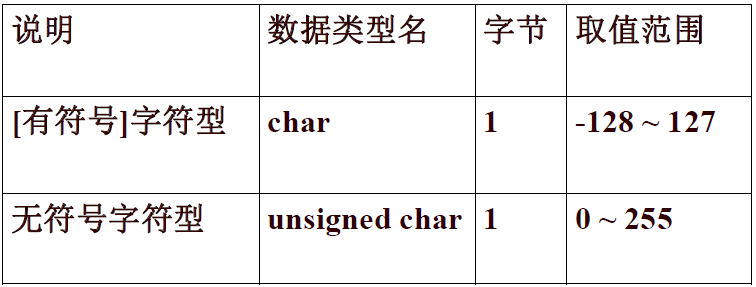 说明 数据类型名 字节 取值范围
[有符号]字符型 char 1 -128 ~ 127
无符号字符型 unsigned char 1 0 ~ 255